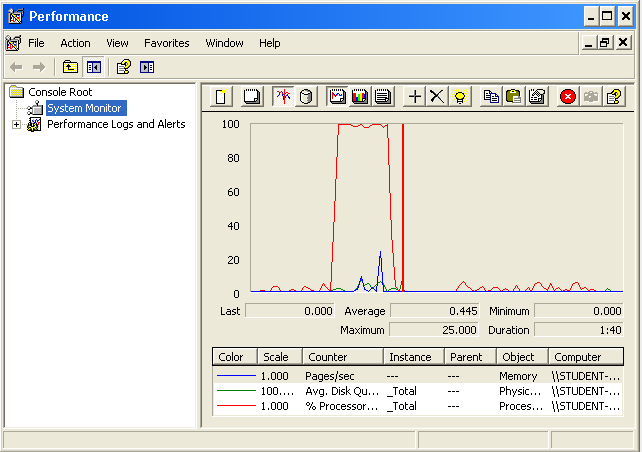 Performance
File Action View Favorites Window Help
Console Root
System Monitor
Performance Logs and Alerts
100
80
60
40
20
0
Last 0.000 Average 0.445 Minimum 0.000
Maximum 25.000 Duration 1:40
Color Scale Counter Instance Parent Object Computer
1.000 Pages/sec --- --- Memory \\STUDENT-...
100.... Avg. Disk Qu... _Total --- Physic... \\STUDENT-...
1.000 % Processor... _Total --- Proces... \\STUDENT-...